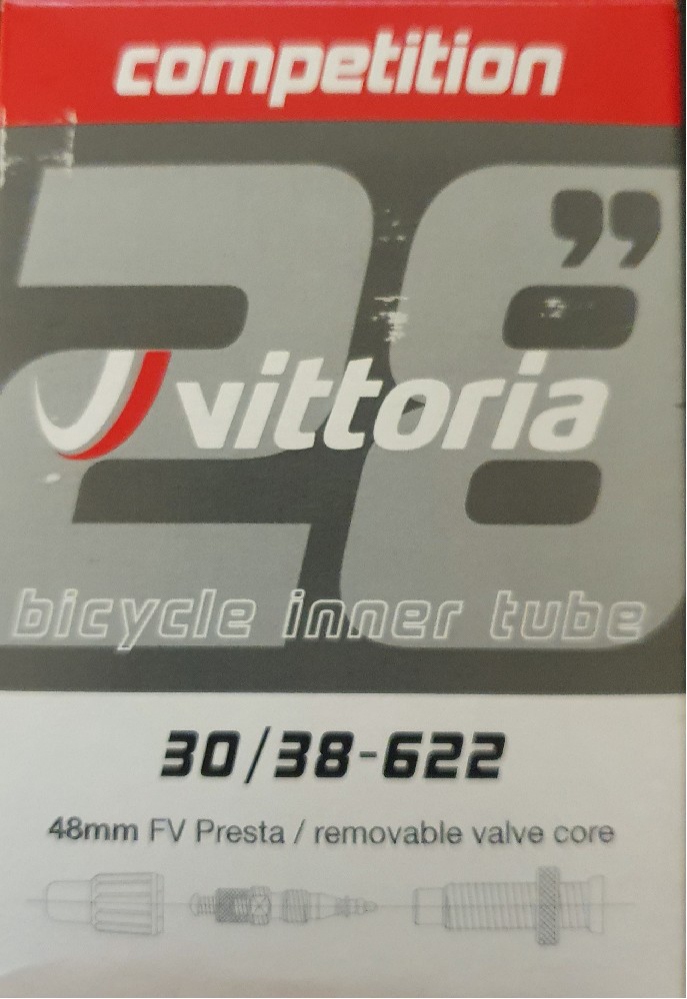 competition
28"
vittoria
bicycle inner tube
30/38-622
48mm FV Presta / removable valve core